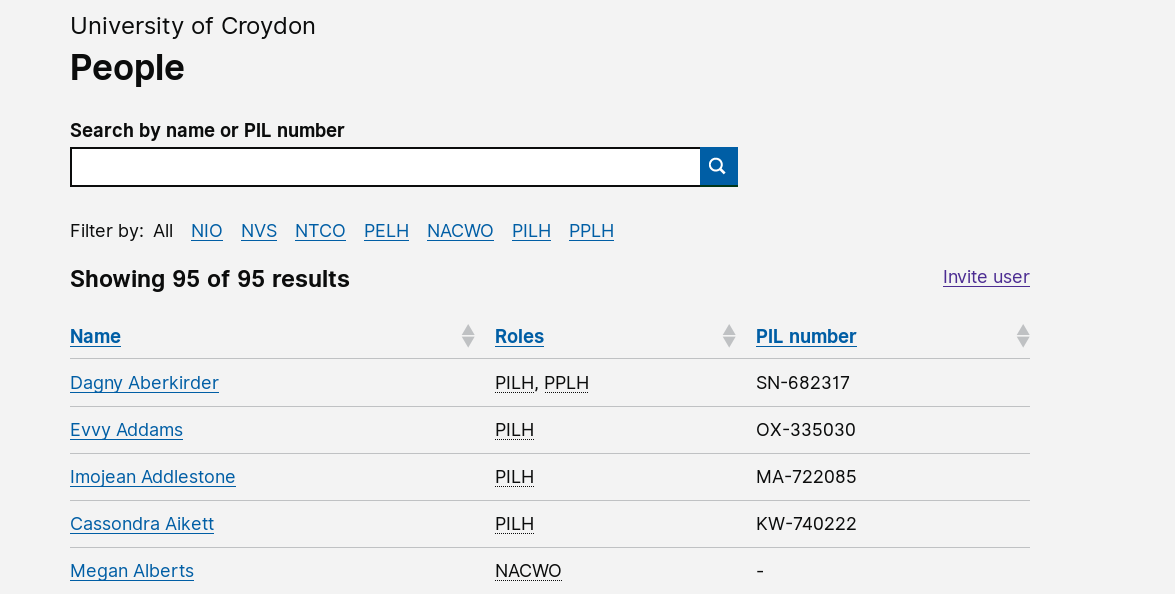 University of Croydon
People
Search by name or PIL number
Filter by: All NIO NVS NTCO PELH NACWO PILH PPLH
Showing 95 of 95 results Invite user
Name Roles PIL number
Dagny Aberkirder PILH, PPLH SN-682317
Evvy Addams PILH OX-335030
Imojean Addlestone PILH MA-722085
Cassondra Aikett PILH KW-740222
Megan Alberts NACWO -